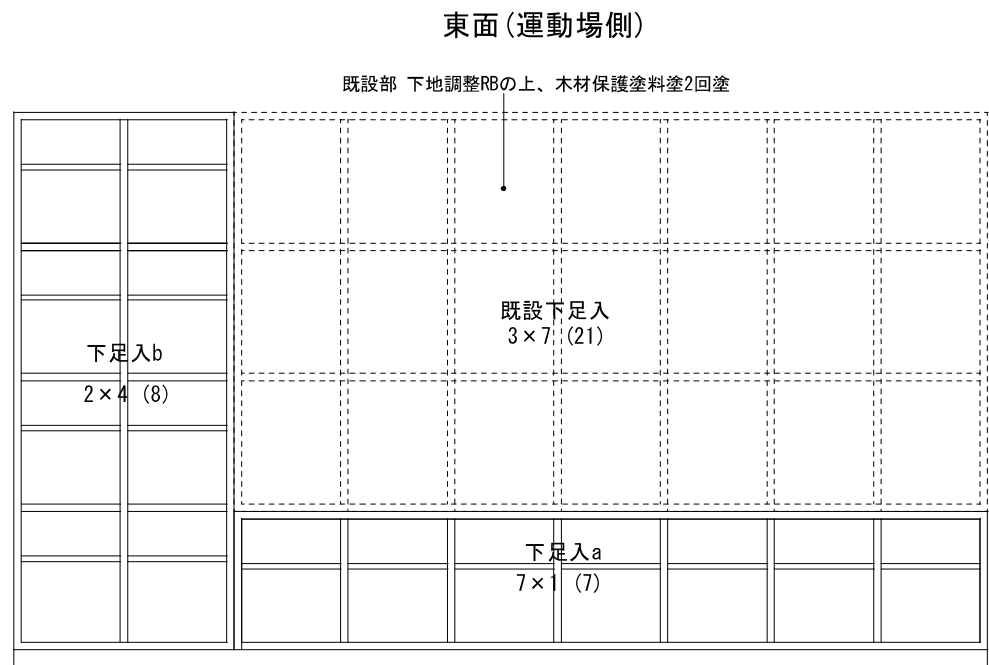 東面(運動場側)
既設部 下地調整RBの上、木材保護塗料塗2回塗
既設下足入
3×7 (21)
下足入b
2×4 (8)
下足入a
7×1 (7)